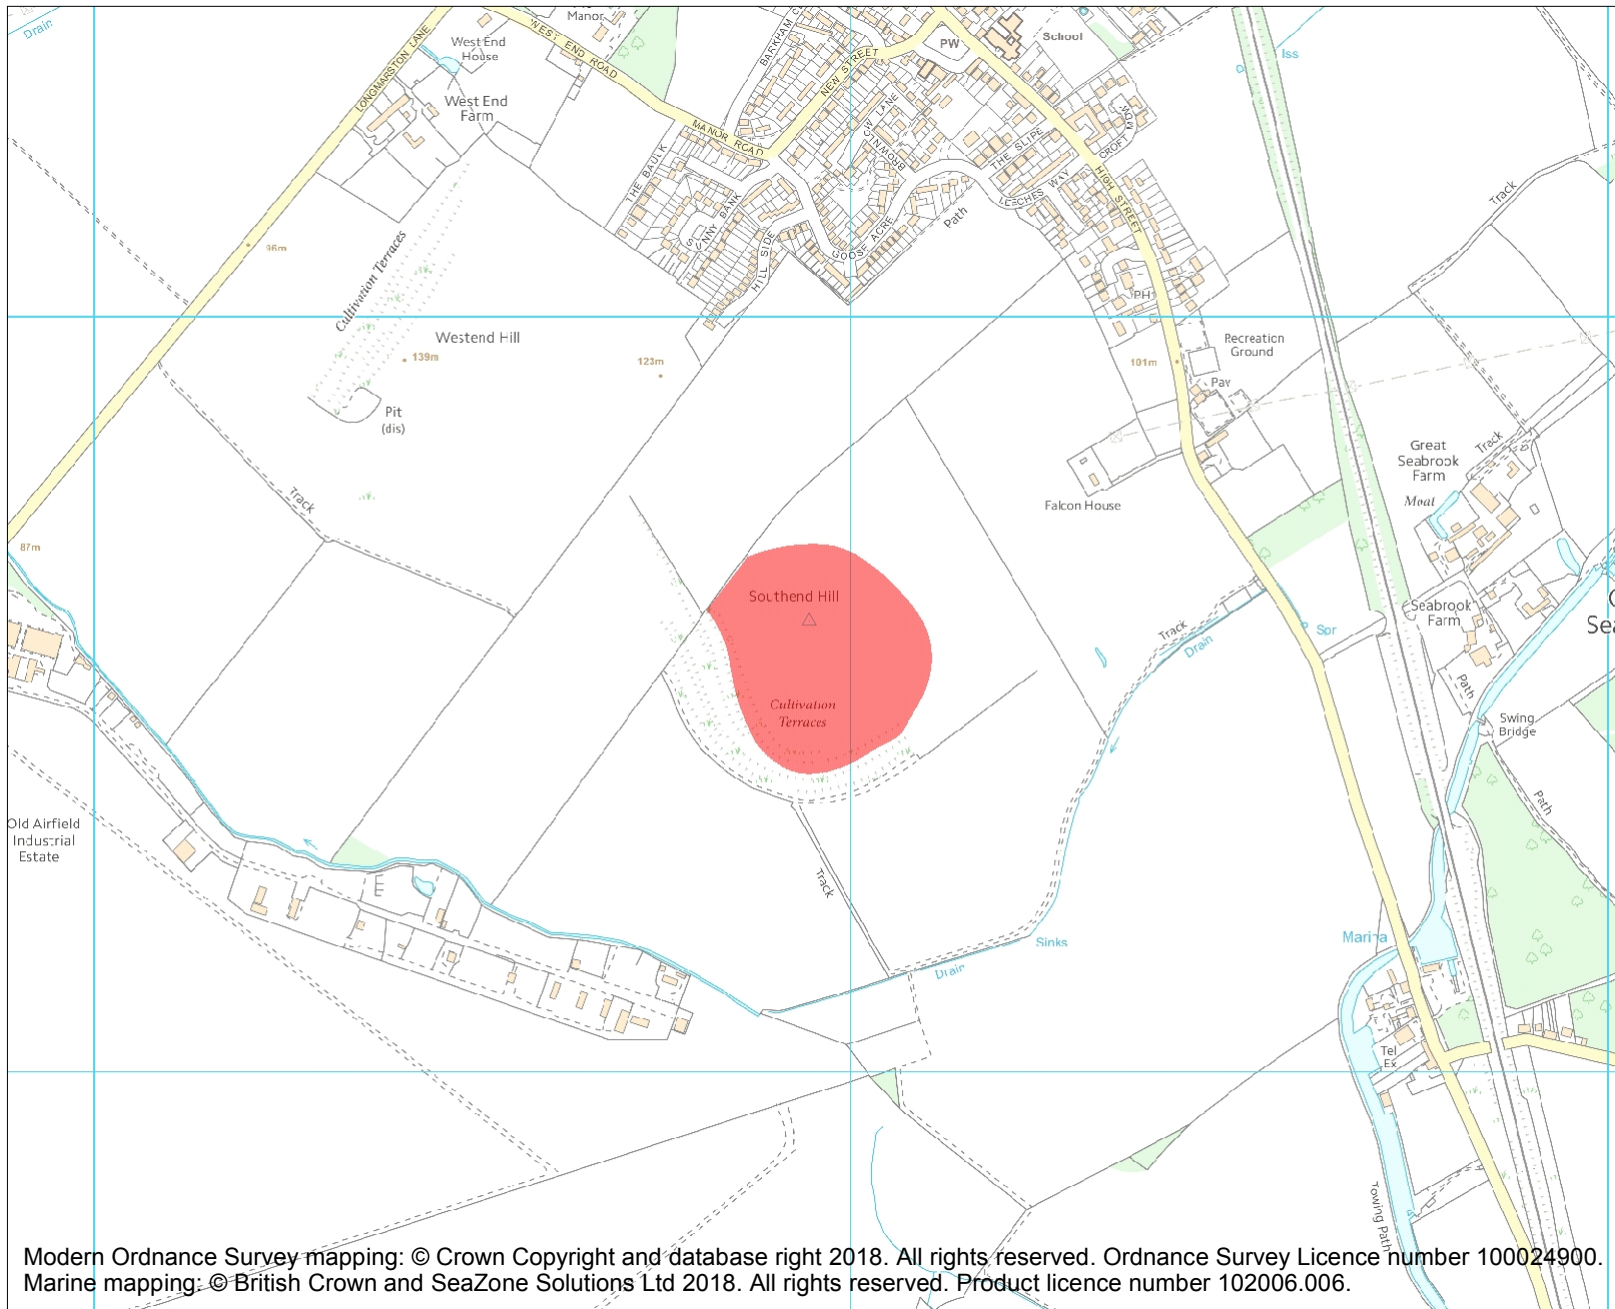 Drain
Manor
West End
House
LONGMARSTON LANE
WEST END ROAD
West End
Farm
BARKHAM
NEW STREET
PW
School
Iss
MANOR ROAD
THE BAULK
SUNNY BANK
HILL SIDE
GOOSE ACRE
Path
THE SLIPE
LEECHES WAY
CROFT
HIGH STREET
Track
96m
Cultivation Terraces
Westend Hill
139m
123m
Pit
(dis)
PH
101m
Recreation
Ground
Pav
Great
Seabrook
Farm
Track
Moat
Falcon House
Track
87m
Southend Hill
Cultivation
Terraces
Track
Drain
Spr
Seabrook
Farm
Sea
Path
Swing
Bridge
Path
Old Airfield
Industrial
Estate
Track
Sinks
Drain
Marina
Tel
Ex
Towing Path
Modern Ordnance Survey mapping: © Crown Copyright and database right 2018. All rights reserved. Ordnance Survey Licence number 100024900.
Marine mapping: © British Crown and SeaZone Solutions Ltd 2018. All rights reserved. Product licence number 102006.006.